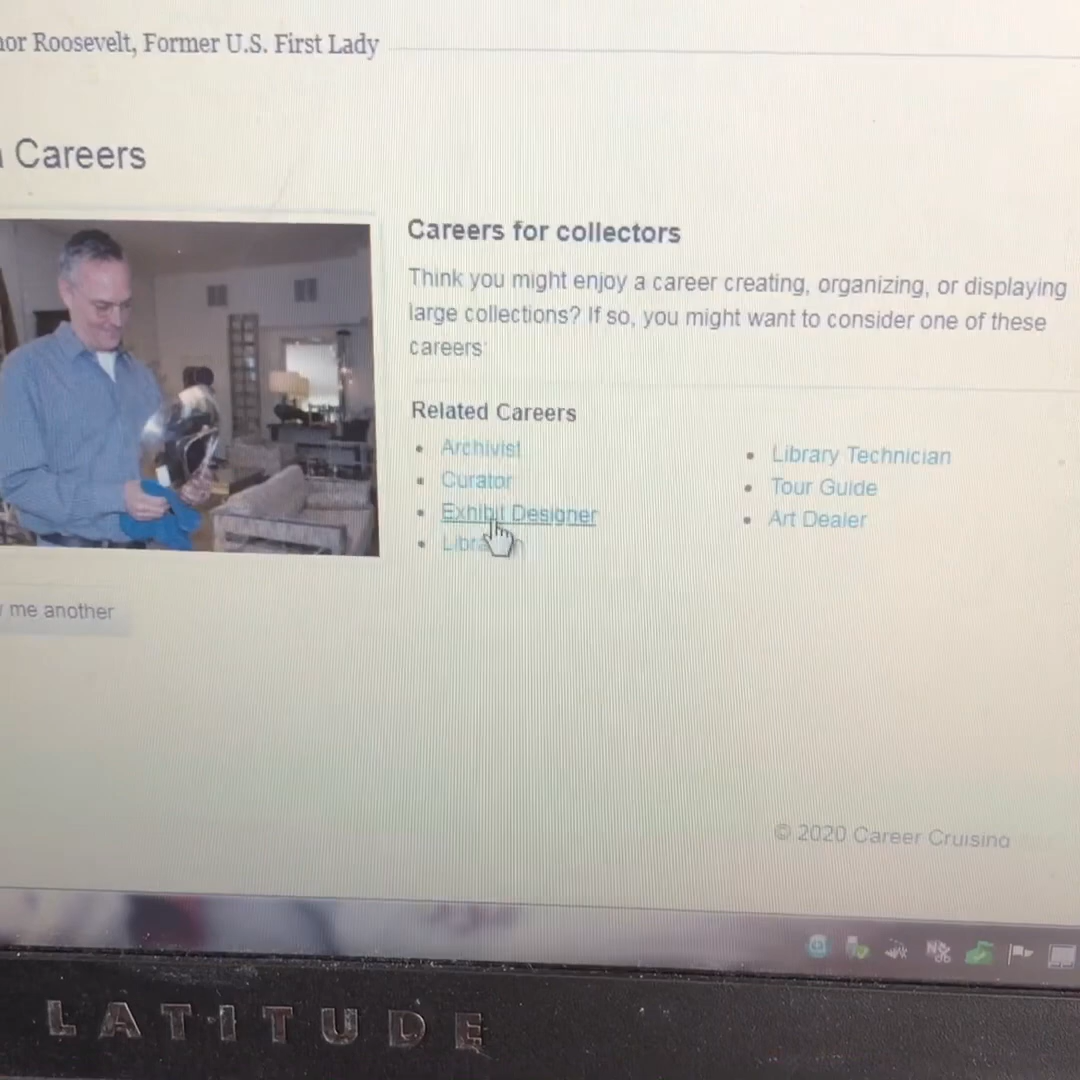 Roosevelt, Former U.S. First Lady
Careers
Careers for collectors
Think you might enjoy a career creating, organizing, or displaying
large collections? If so, you might want to consider one of these
careers
Related Careers
• Archivist
• Curator
• Exhibit Designer
• Library Technician
• Tour Guide
• Art Dealer
me another
© 2020 Career Cruising
LATITUDE